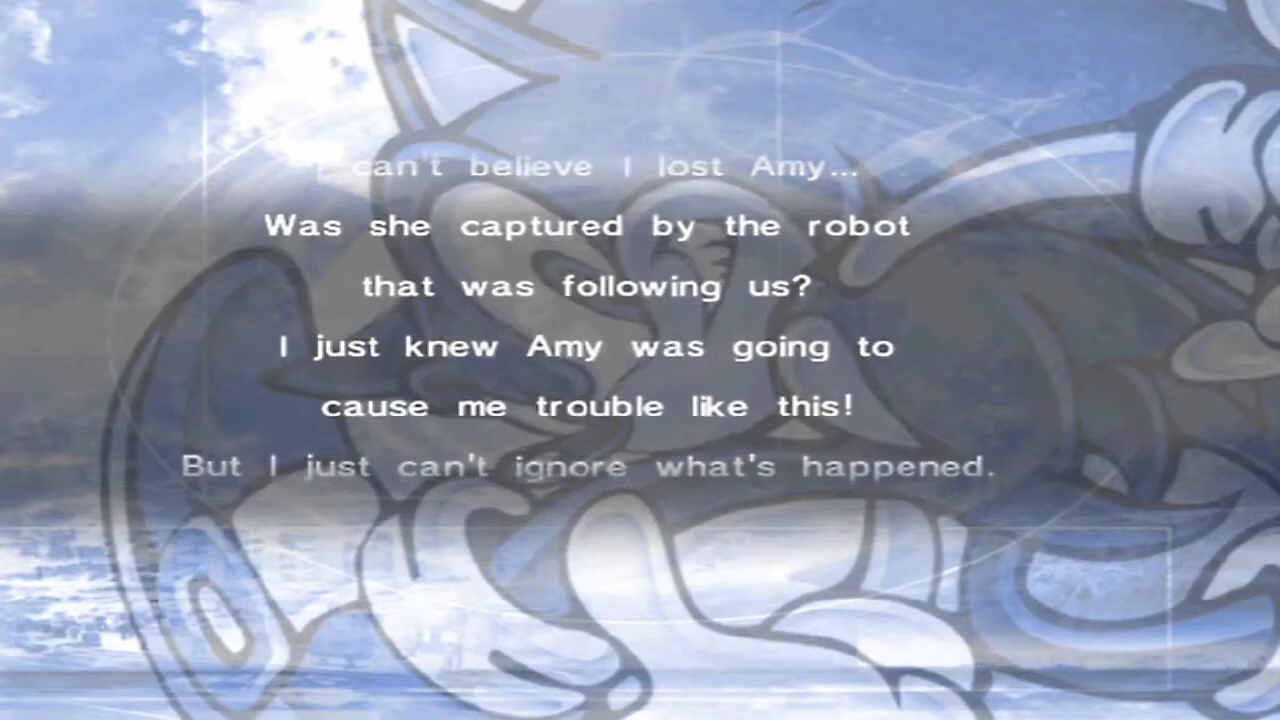 I can't believe I lost Amy...
Was she captured by the robot
that was following us?
I just knew Amy was going to
cause me trouble like this!
But I just can't ignore what's happened.